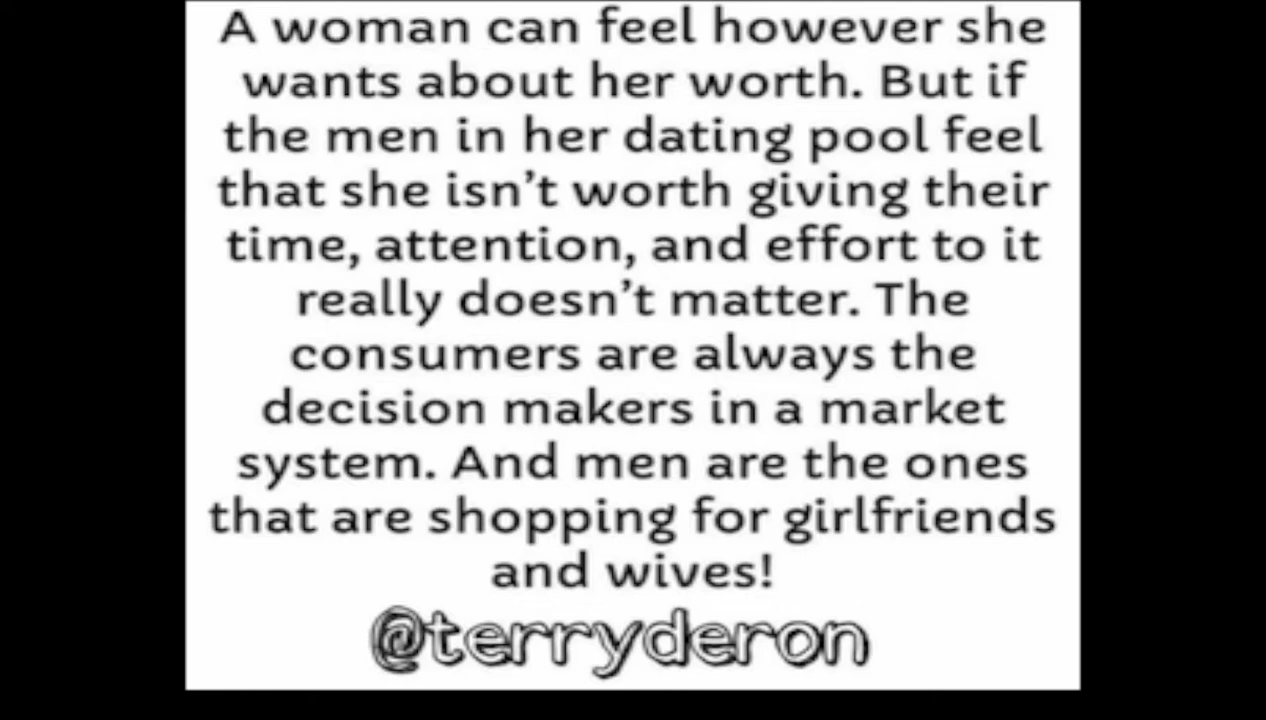 A woman can feel however she
wants about her worth. But if
the men in her dating pool feel
that she isn’t worth giving their
time, attention, and effort to it
really doesn’t matter. The
consumers are always the
decision makers in a market
system. And men are the ones
that are shopping for girlfriends
and wives!
@terryderon